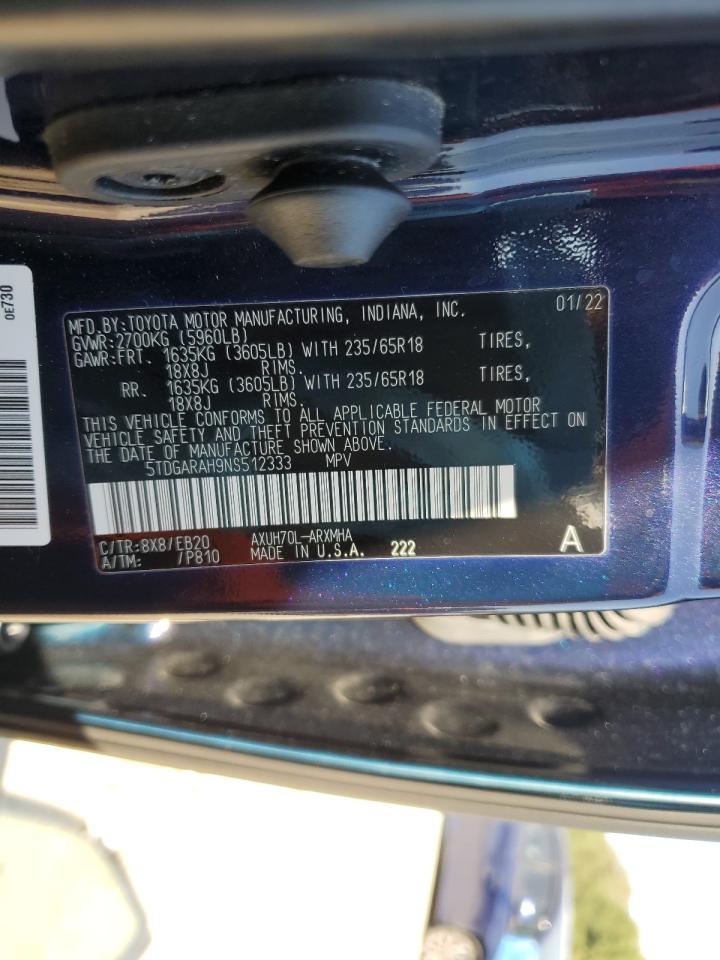 0E730
MFD.BY:TOYOTA MOTOR MANUFACTURING, INDIANA, INC. 01/22
GVWR:2700KG (5960LB)
GAWR:FRT. 1635KG (3605LB) WITH 235/65R18 TIRES,
18X8J RIMS.
RR. 1635KG (3605LB) WITH 235/65R18 TIRES,
18X8J RIMS.
THIS VEHICLE CONFORMS TO ALL APPLICABLE FEDERAL MOTOR
VEHICLE SAFETY AND THEFT PREVENTION STANDARDS IN EFFECT ON
THE DATE OF MANUFACTURE SHOWN ABOVE.
5TDGARAH9NS512333 MPV
C/TR:8X8/EB20 AXUH70L-ARXMHA
A/TM: /P810 MADE IN U.S.A. 222 A